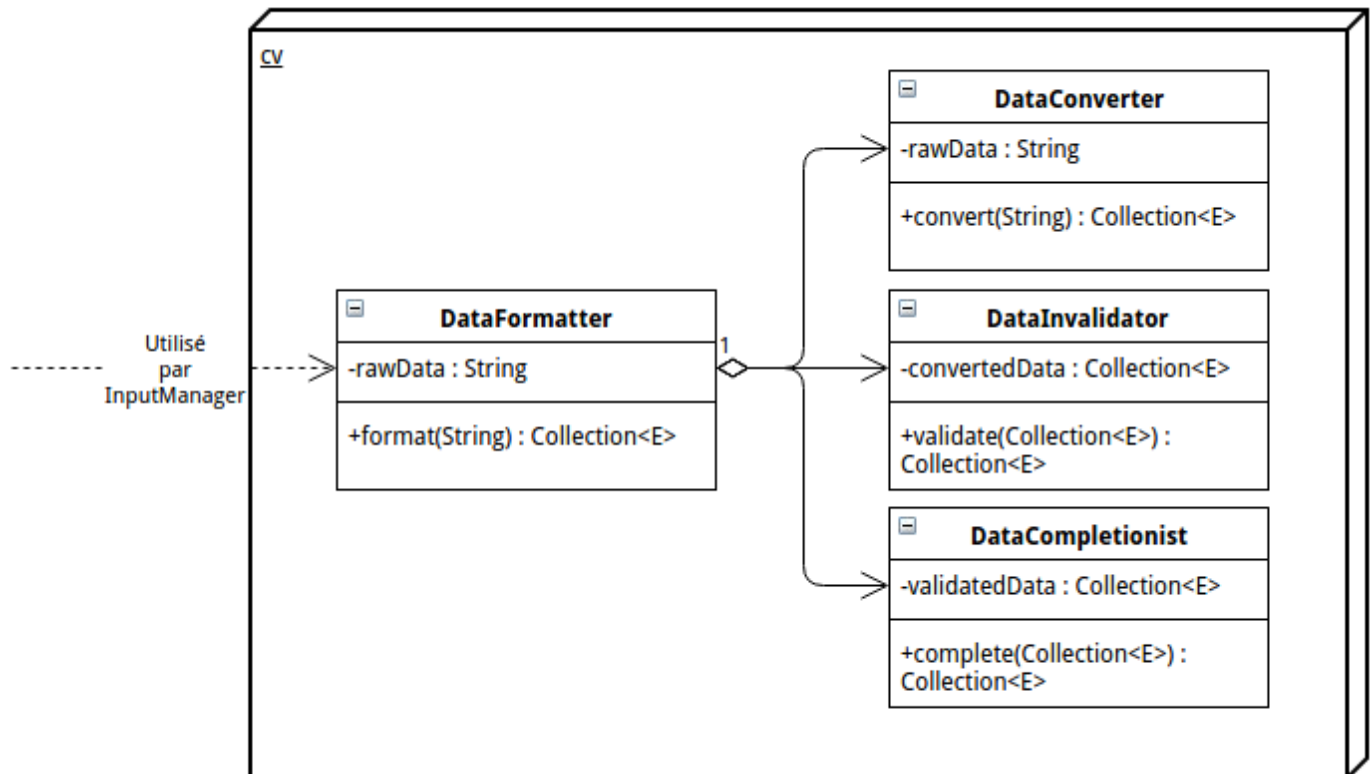 cv
DataConverter
-rawData : String
+convert(String) : Collection<E>
Utilisé
par
InputManager
DataFormatter
-rawData : String
+format(String) : Collection<E>
1
DataInvalidator
-convertedData : Collection<E>
+validate(Collection<E>) :
Collection<E>
DataCompletionist
-validatedData : Collection<E>
+complete(Collection<E>) :
Collection<E>